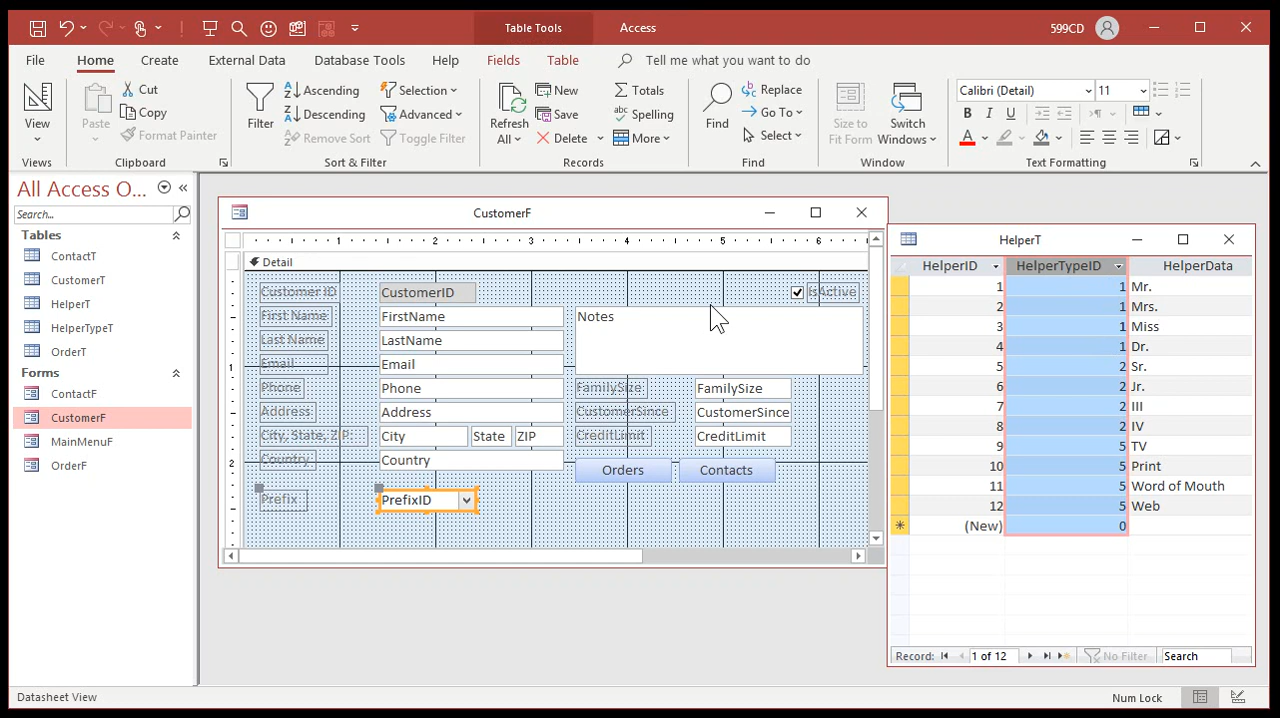 Table Tools
Access
599CD
File Home Create External Data Database Tools Help Fields Table Tell me what you want to do
View
Views
Paste
Cut
Copy
Format Painter
Clipboard
Filter
Ascending
Descending
Remove Sort
Selection
Advanced
Toggle Filter
Sort & Filter
Refresh
All
New
Save
Delete
Totals
Spelling
More
Records
Find
Replace
Go To
Select
Find
Size to
Fit Form
Switch
Windows
Window
Calibri (Detail) 11
B I U
A
Text Formatting
All Access O...
Search...
Tables
ContactT
CustomerT
HelperT
HelperTypeT
OrderT
Forms
ContactF
CustomerF
MainMenuF
OrderF
CustomerF
1 2 3 4 5 6
Detail
1
2
Customer ID CustomerID IsActive
First Name FirstName Notes
Last Name LastName
Email Email
Phone Phone FamilySize FamilySize
Address Address CustomerSince CustomerSince
City, State, ZIP: City State ZIP CreditLimit CreditLimit
Country Country
Orders Contacts
Prefix PrefixID
HelperT
HelperID HelperTypeID HelperData
1 1 Mr.
2 1 Mrs.
3 1 Miss
4 1 Dr.
5 2 Sr.
6 2 Jr.
7 2 III
8 2 IV
9 5 TV
10 5 Print
11 5 Word of Mouth
12 5 Web
(New) 0
Record: 1 of 12 No Filter Search
Datasheet View
Num Lock